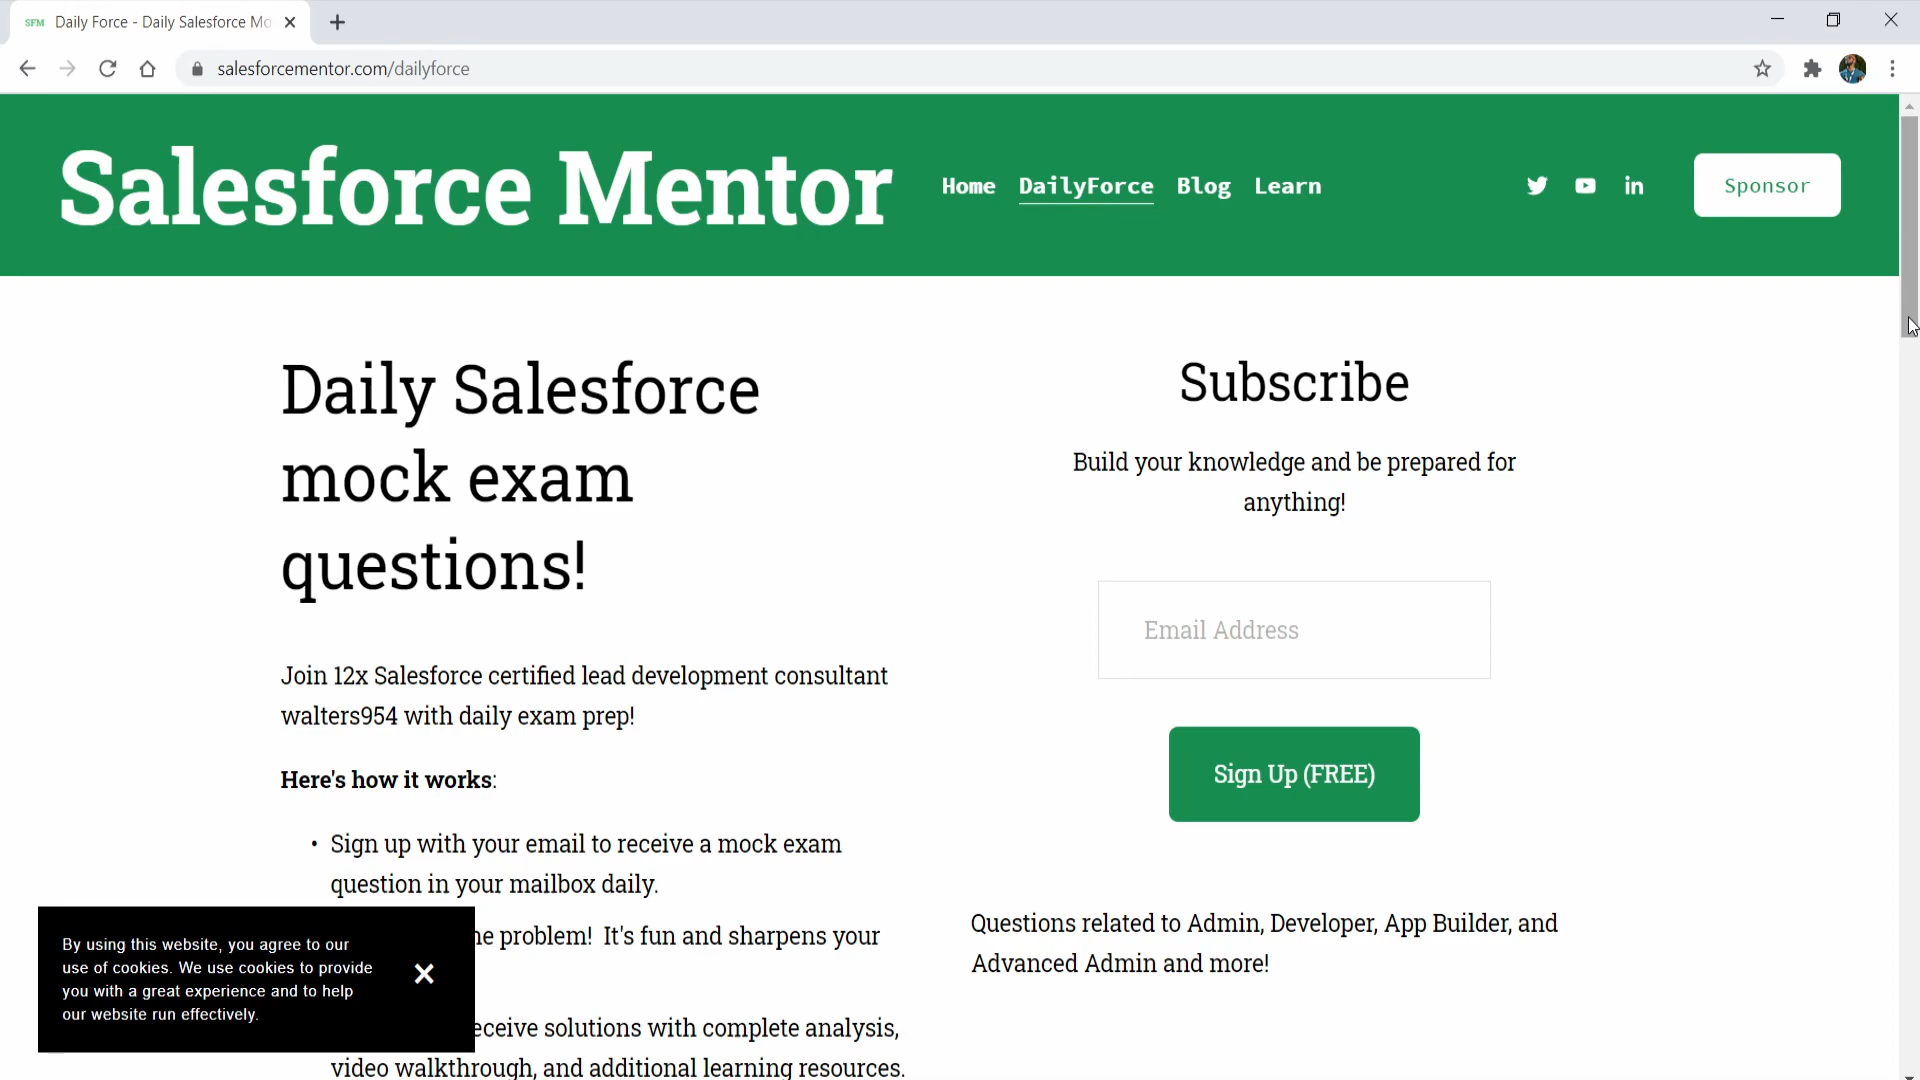 SFM Daily Force - Daily Salesforce Mo
salesforcementor.com/dailyforce
Salesforce Mentor
Home DailyForce Blog Learn
Sponsor
Daily Salesforce
mock exam
questions!
Join 12x Salesforce certified lead development consultant
walters954 with daily exam prep!
Here's how it works:
• Sign up with your email to receive a mock exam
question in your mailbox daily.
problem! It's fun and sharpens your
solutions with complete analysis,
video walkthrough, and additional learning resources.
Subscribe
Build your knowledge and be prepared for
anything!
Email Address
Sign Up (FREE)
Questions related to Admin, Developer, App Builder, and
Advanced Admin and more!
By using this website, you agree to our
use of cookies. We use cookies to provide
you with a great experience and to help
our website run effectively.